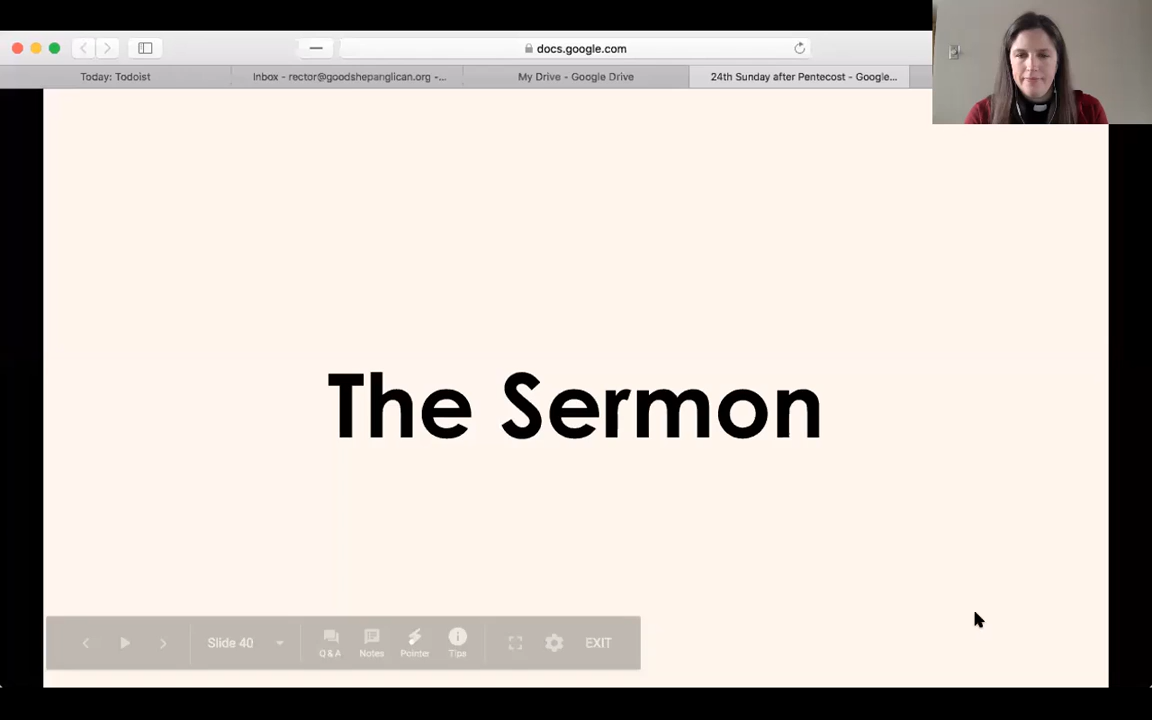 docs.google.com
Today: Todoist
Inbox - rector@goodshepanglican.org -...
My Drive - Google Drive
24th Sunday after Pentecost - Google...
The Sermon
Slide 40
Q & A
Notes
Pointer
Tips
EXIT